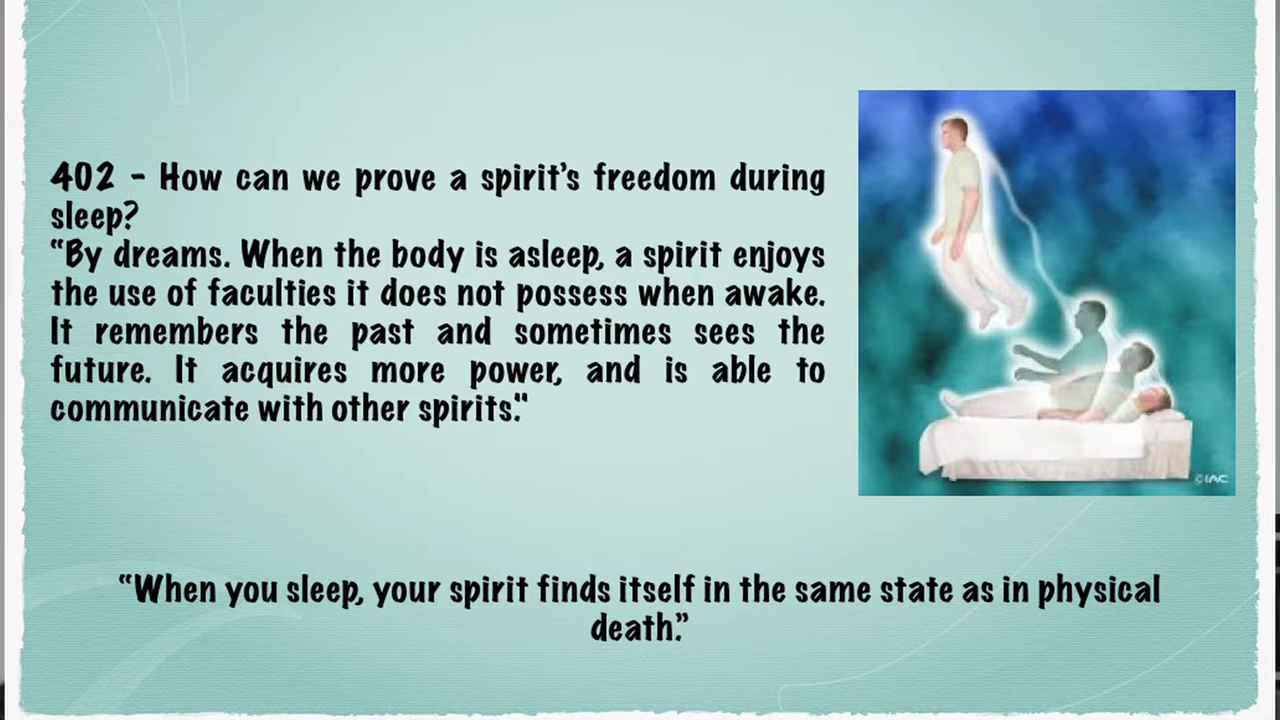 402 - How can we prove a spirit's freedom during
sleep?
“By dreams. When the body is asleep, a spirit enjoys
the use of faculties it does not possess when awake.
It remembers the past and sometimes sees the
future. It acquires more power, and is able to
communicate with other spirits."
©IAC
“When you sleep, your spirit finds itself in the same state as in physical
death.”